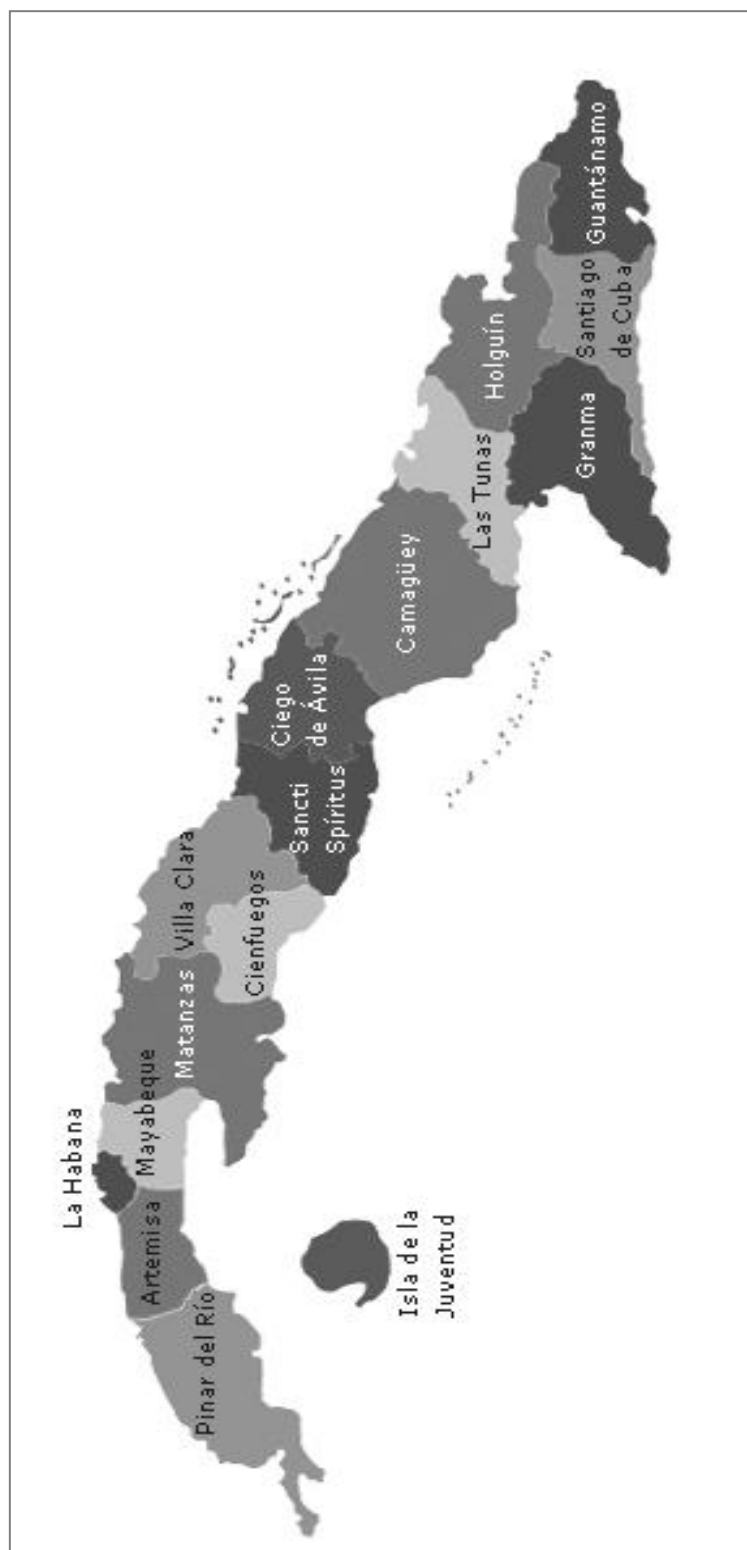 Pinar del Río
Artemisa
La Habana
Mayabeque
Matanzas
Isla de la
Juventud
Villa Clara
Cienfuegos
Sancti
Spíritus
Ciego
de Ávila
Camagüey
Las Tunas
Holguín
Granma
Santiago
de Cuba
Guantánamo